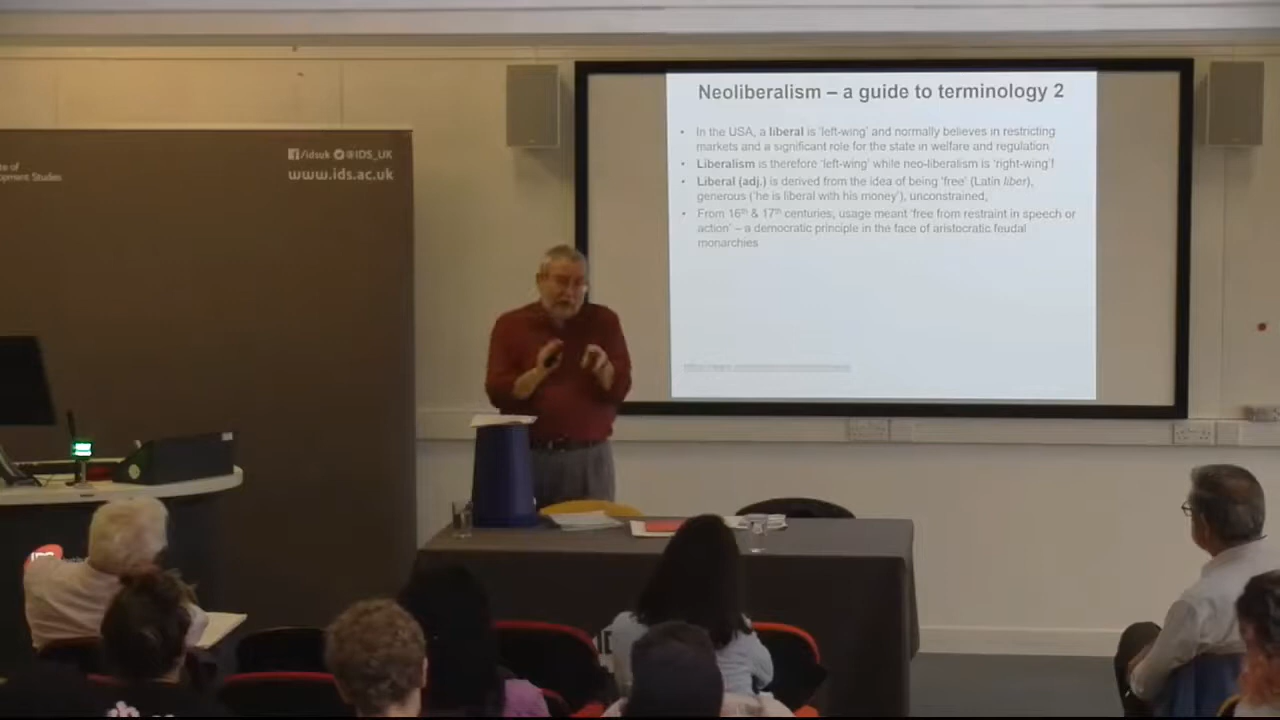 te of
opment Studies
/idsuk @IDS_UK
www.ids.ac.uk
Neoliberalism – a guide to terminology 2
• In the USA, a liberal is 'left-wing' and normally believes in restricting
markets and a significant role for the state in welfare and regulation
• Liberalism is therefore 'left-wing' while neo-liberalism is 'right-wing'!
• Liberal (adj.) is derived from the idea of being 'free' (Latin liber),
generous ('he is liberal with his money'), unconstrained,
• From 16th & 17th centuries, usage meant 'free from restraint in speech or
action' – a democratic principle in the face of aristocratic feudal
monarchies